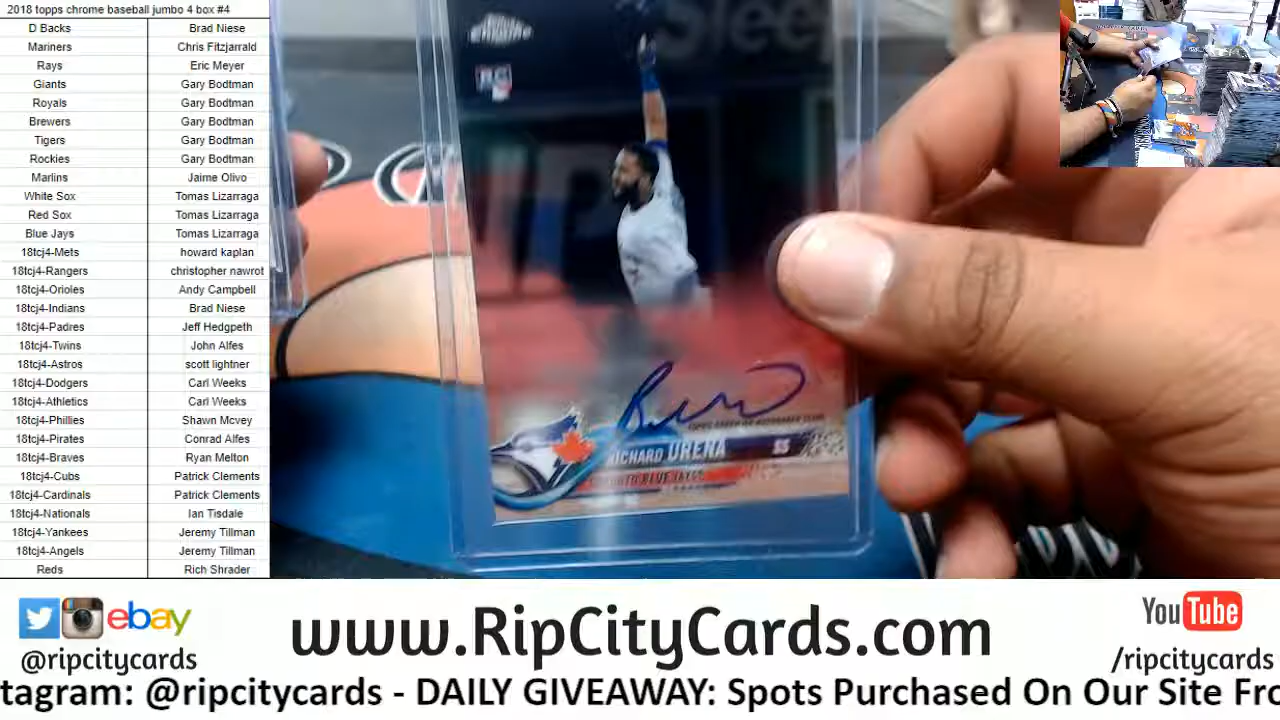 2018 topps chrome baseball jumbo 4 box #4
D Backs Brad Niese
Mariners Chris Fitzjarrald
Rays Eric Meyer
Giants Gary Bodtman
Royals Gary Bodtman
Brewers Gary Bodtman
Tigers Gary Bodtman
Rockies Gary Bodtman
Marlins Jaime Olivo
White Sox Tomas Lizarraga
Red Sox Tomas Lizarraga
Blue Jays Tomas Lizarraga
18tcj4-Mets howard kaplan
18tcj4-Rangers christopher nawrot
18tcj4-Orioles Andy Campbell
18tcj4-Indians Brad Niese
18tcj4-Padres Jeff Hedgpeth
18tcj4-Twins John Alfes
18tcj4-Astros scott lightner
18tcj4-Dodgers Carl Weeks
18tcj4-Athletics Carl Weeks
18tcj4-Phillies Shawn Mcvey
18tcj4-Pirates Conrad Alfes
18tcj4-Braves Ryan Melton
18tcj4-Cubs Patrick Clements
18tcj4-Cardinals Patrick Clements
18tcj4-Nationals Ian Tisdale
18tcj4-Yankees Jeremy Tillman
18tcj4-Angels Jeremy Tillman
Reds Rich Shrader
Chrome
RC
RICHARD UREÑA SS
TORONTO BLUE JAYS
ebay
@ripcitycards
www.RipCityCards.com
YouTube
/ripcitycards
tagram: @ripcitycards - DAILY GIVEAWAY: Spots Purchased On Our Site Fro